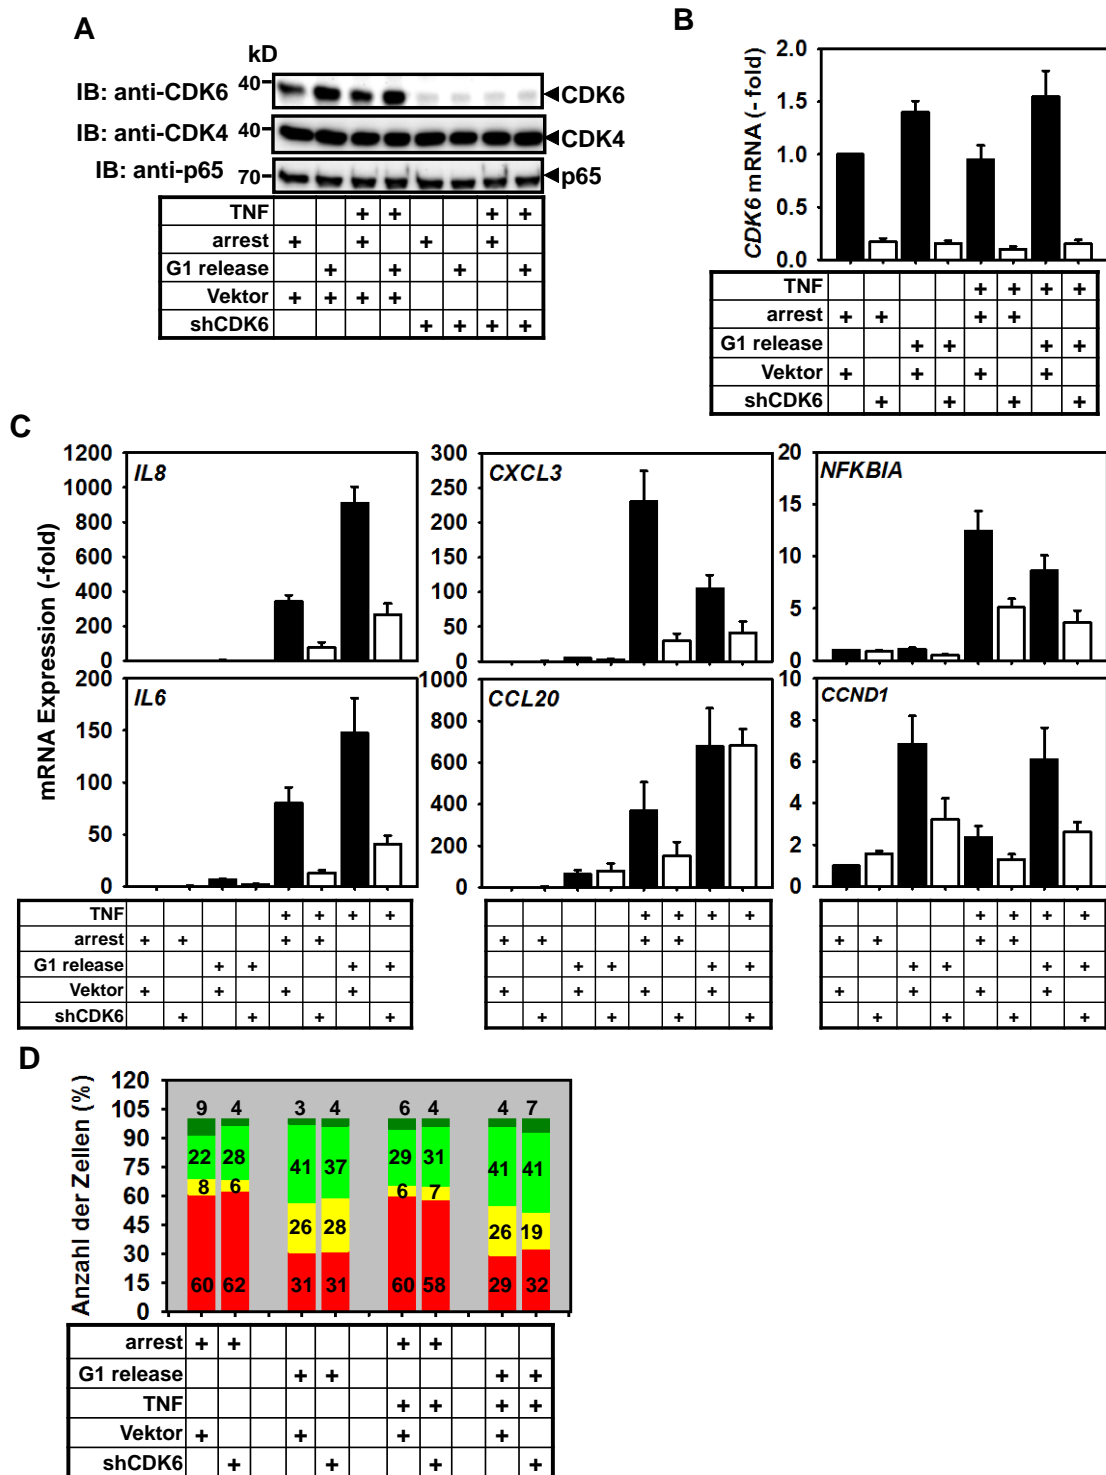 A
kD
IB: anti-CDK6 40 CDK6
IB: anti-CDK4 40 CDK4
IB: anti-p65 70 p65
TNF + + + +
arrest + + + +
G1 release + + + +
Vektor + + + +
shCDK6 + + + +
B
CDK6 mRNA (- fold)
2.0
1.5
1.0
0.5
0.0
TNF + + + +
arrest + + + +
G1 release + + + +
Vektor + + + +
shCDK6 + + + +
C
mRNA Expression (-fold)
IL8
1200
1000
800
600
400
200
0
CXCL3
300
250
200
150
100
50
0
NFKBIA
20
15
10
5
0
IL6
200
150
100
50
0
CCL20
1000
800
600
400
200
0
CCND1
10
8
6
4
2
0
TNF + + + + + + + + + + + +
arrest + + + + + + + + + + + +
G1 release + + + + + + + + + + + +
Vektor + + + + + + + + + + + +
shCDK6 + + + + + + + + + + + +
D
Anzahl der Zellen (%)
120
105
90
75
60
45
30
15
0
9 4 3 4 6 4 4 7
22 28 41 37 29 31 41 41
8 6 26 28 6 7 26 19
60 62 31 31 60 58 29 32
arrest + + + +
G1 release + + + +
TNF + + + +
Vektor + + + +
shCDK6 + + + +